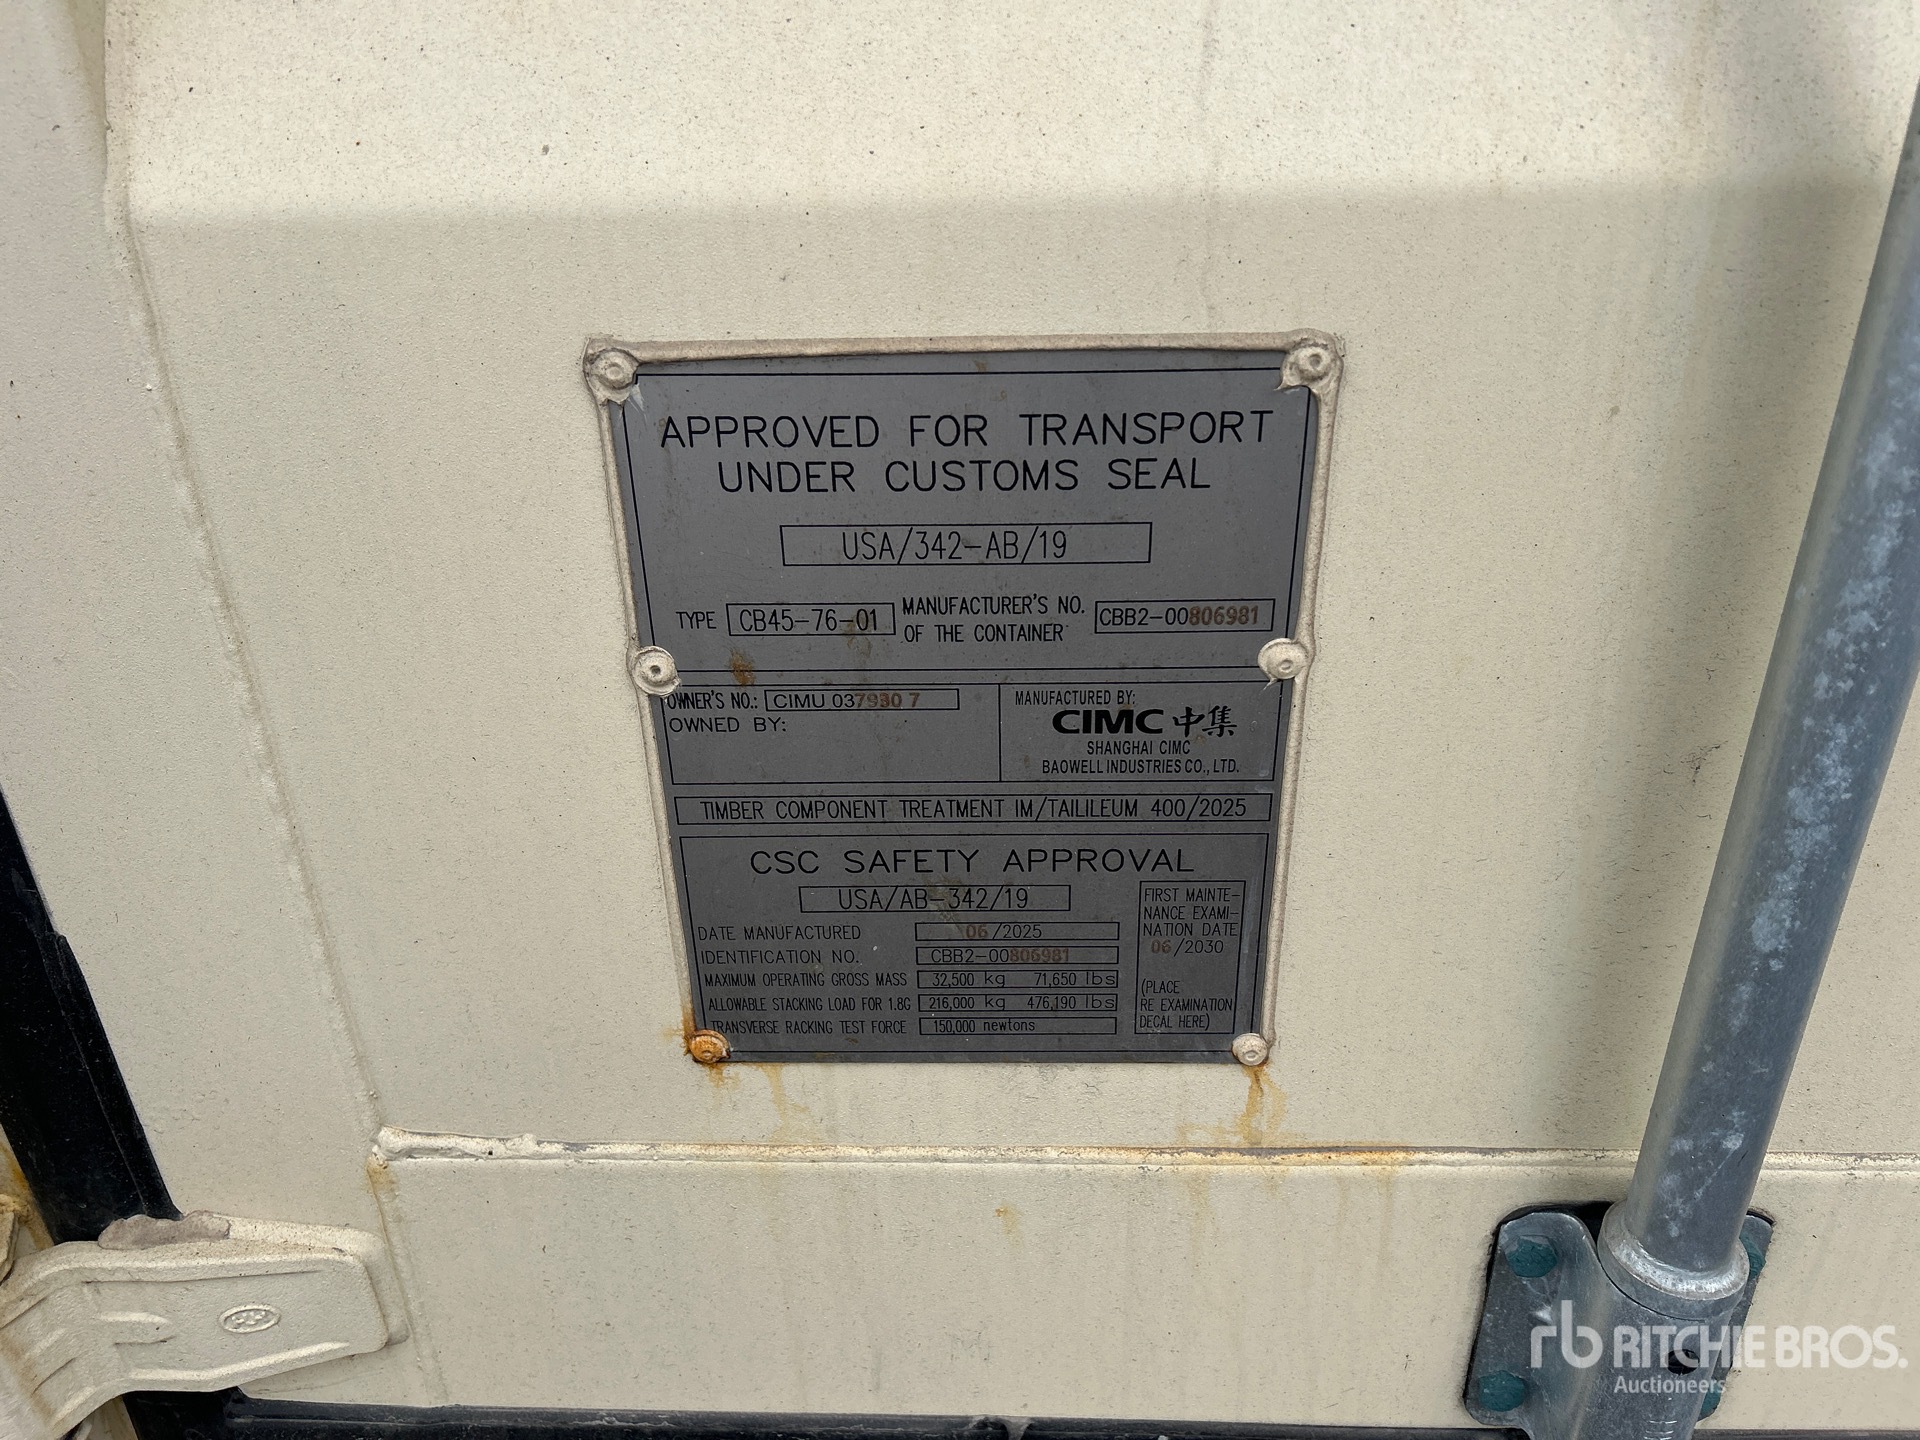 APPROVED FOR TRANSPORT
UNDER CUSTOMS SEAL
USA/342-AB/19
TYPE CB45-76-01 MANUFACTURER'S NO. OF THE CONTAINER CBB2-00806981
OWNER'S NO.: CIMU 037930 7
OWNED BY:
MANUFACTURED BY:
CIMC 中集
SHANGHAI CIMC
BAOWELL INDUSTRIES CO., LTD.
TIMBER COMPONENT TREATMENT IM/TAILILEUM 400/2025
CSC SAFETY APPROVAL
USA/AB-342/19
DATE MANUFACTURED 06/2025
IDENTIFICATION NO. CBB2-00806981
MAXIMUM OPERATING GROSS MASS 32,500 kg 71,650 lbs
ALLOWABLE STACKING LOAD FOR 1.8G 216,000 kg 476,190 lbs
TRANSVERSE RACKING TEST FORCE 150,000 newtons
FIRST MAINTE-
NANCE EXAMI-
NATION DATE
06/2030
(PLACE
RE EXAMINATION
DECAL HERE)
rb RITCHIE BROS.
Auctioneers